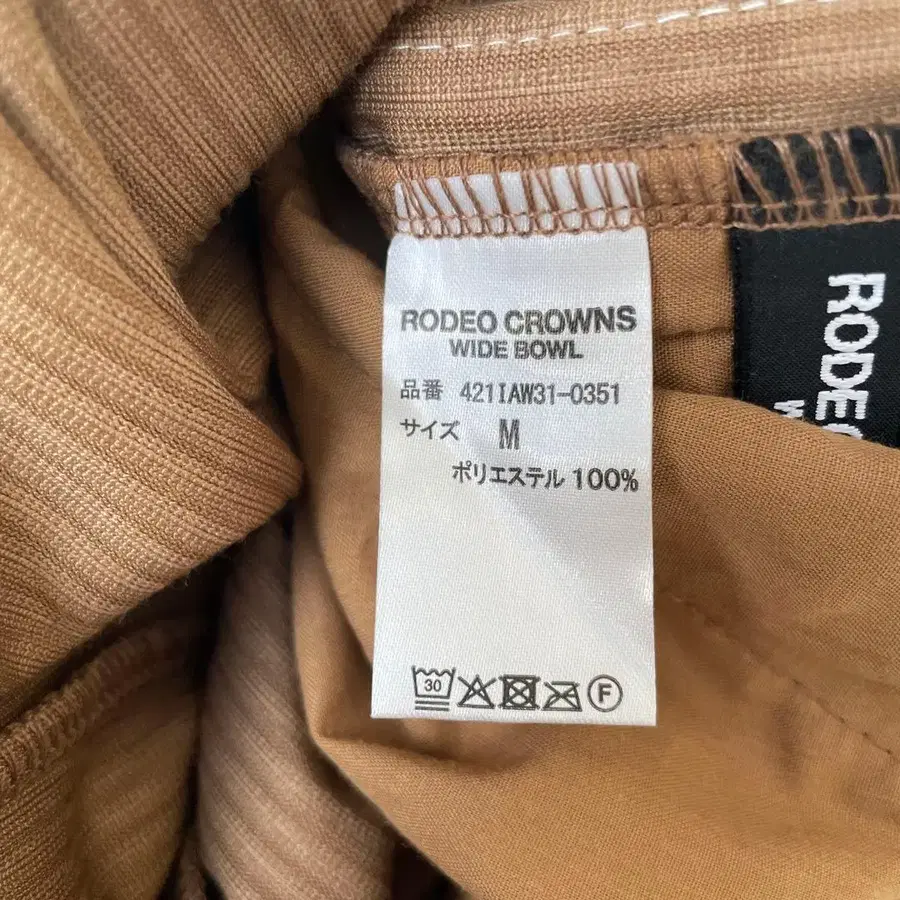 RODEO CROWNS
WIDE BOWL
品番 421IAW31-0351
サイズ M
ポリエステル 100%
30
F
RODEO